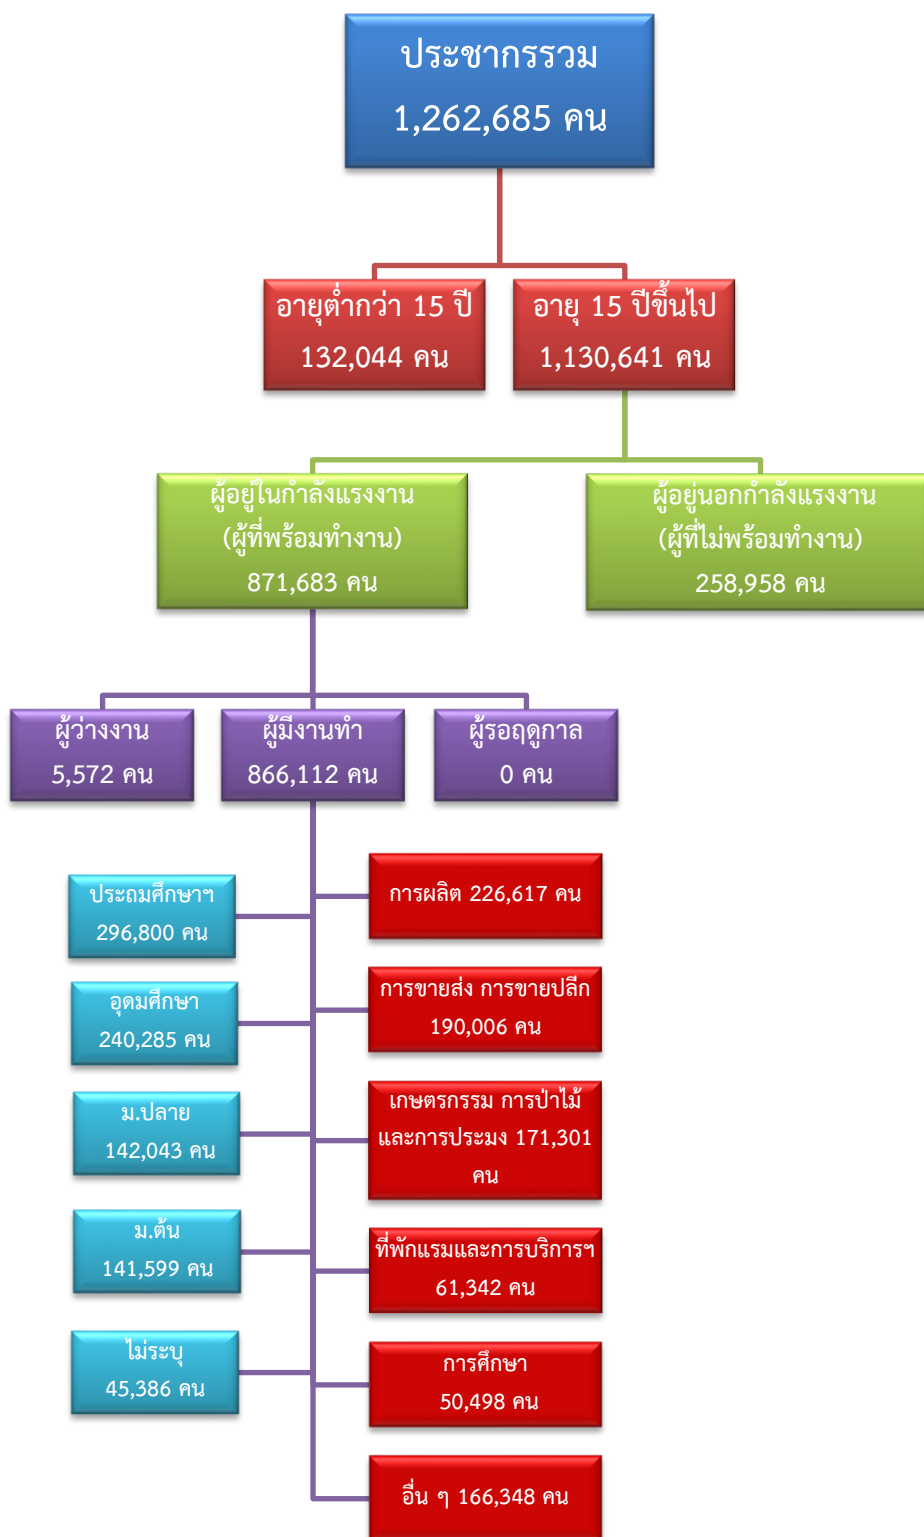 ประชากรรวม
1,262,685 คน
อายุต่ำกว่า 15 ปี
132,044 คน
อายุ 15 ปีขึ้นไป
1,130,641 คน
ผู้อยู่ในกำลังแรงงาน
(ผู้ที่พร้อมทำงาน)
871,683 คน
ผู้อยู่นอกกำลังแรงงาน
(ผู้ที่ไม่พร้อมทำงาน)
258,958 คน
ผู้ว่างงาน
5,572 คน
ผู้มีงานทำ
866,112 คน
ผู้รอฤดูกาล
0 คน
ประถมศึกษาฯ
296,800 คน
อุดมศึกษา
240,285 คน
ม.ปลาย
142,043 คน
ม.ต้น
141,599 คน
ไม่ระบุ
45,386 คน
การผลิต 226,617 คน
การขายส่ง การขายปลีก
190,006 คน
เกษตรกรรม การป่าไม้
และการประมง 171,301
คน
ที่พักแรมและการบริการฯ
61,342 คน
การศึกษา
50,498 คน
อื่น ๆ 166,348 คน